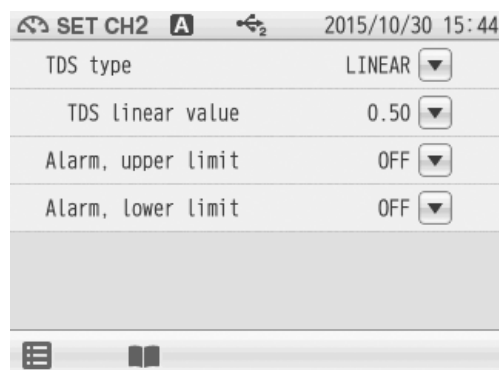 SET CH2 A 2 2015/10/30 15:44
TDS type LINEAR
TDS linear value 0.50
Alarm, upper limit OFF
Alarm, lower limit OFF